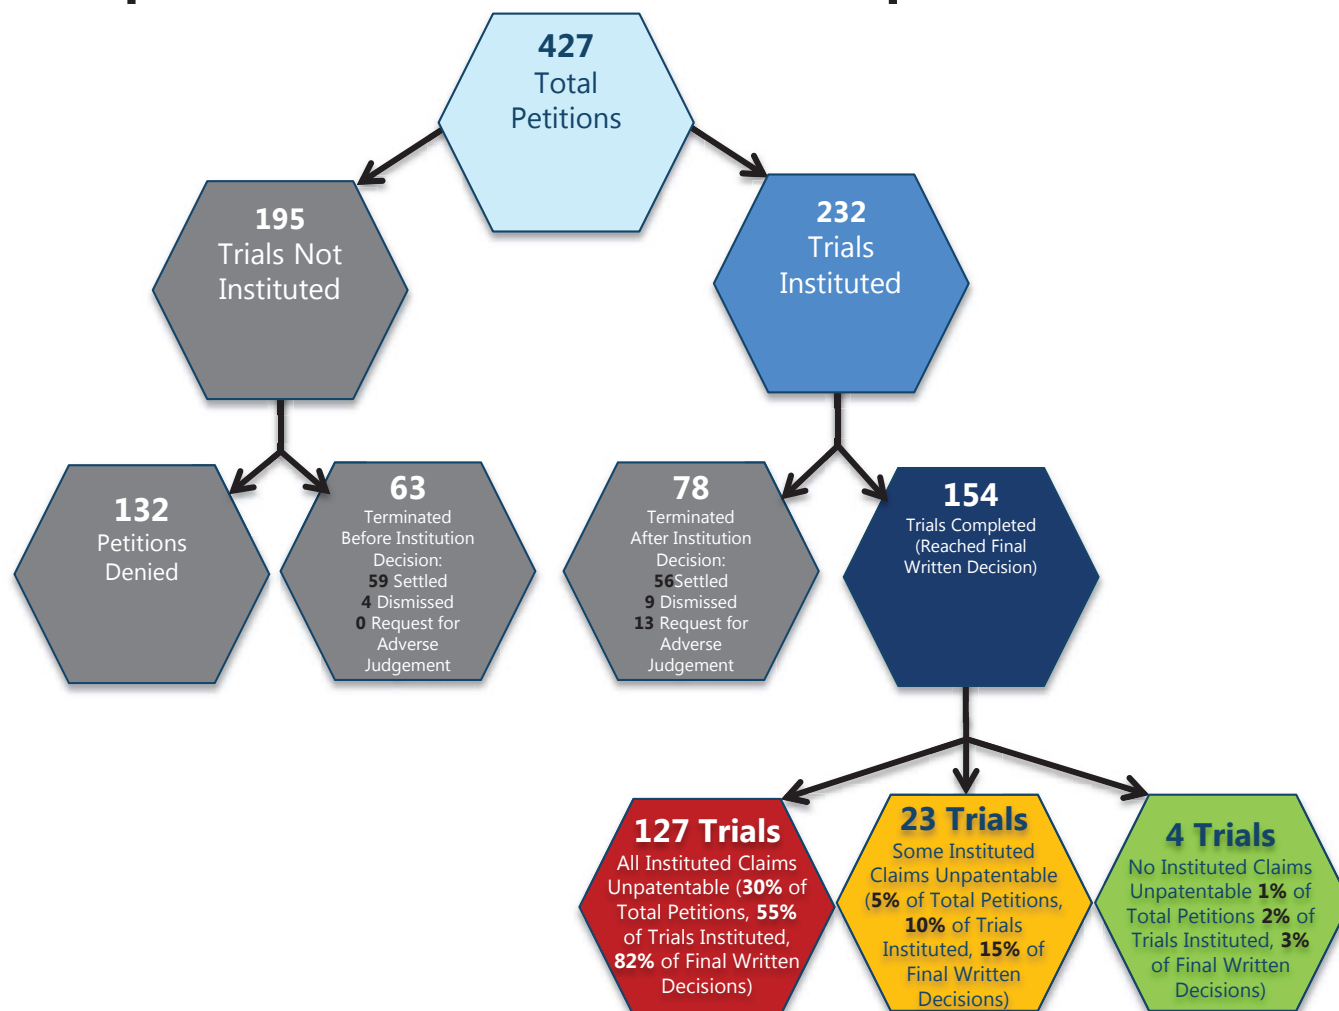 427
Total
Petitions
195
Trials Not
Instituted
232
Trials
Instituted
132
Petitions
Denied
63
Terminated
Before Institution
Decision:
59 Settled
4 Dismissed
0 Request for
Adverse
Judgement
78
Terminated
After Institution
Decision:
56Settled
9 Dismissed
13 Request for
Adverse
Judgement
154
Trials Completed
(Reached Final
Written Decision)
127 Trials
All Instituted Claims
Unpatentable (30% of
Total Petitions, 55%
of Trials Instituted,
82% of Final Written
Decisions)
23 Trials
Some Instituted
Claims Unpatentable
(5% of Total Petitions,
10% of Trials
Instituted, 15% of
Final Written
Decisions)
4 Trials
No Instituted Claims
Unpatentable 1% of
Total Petitions 2% of
Trials Instituted, 3%
of Final Written
Decisions)